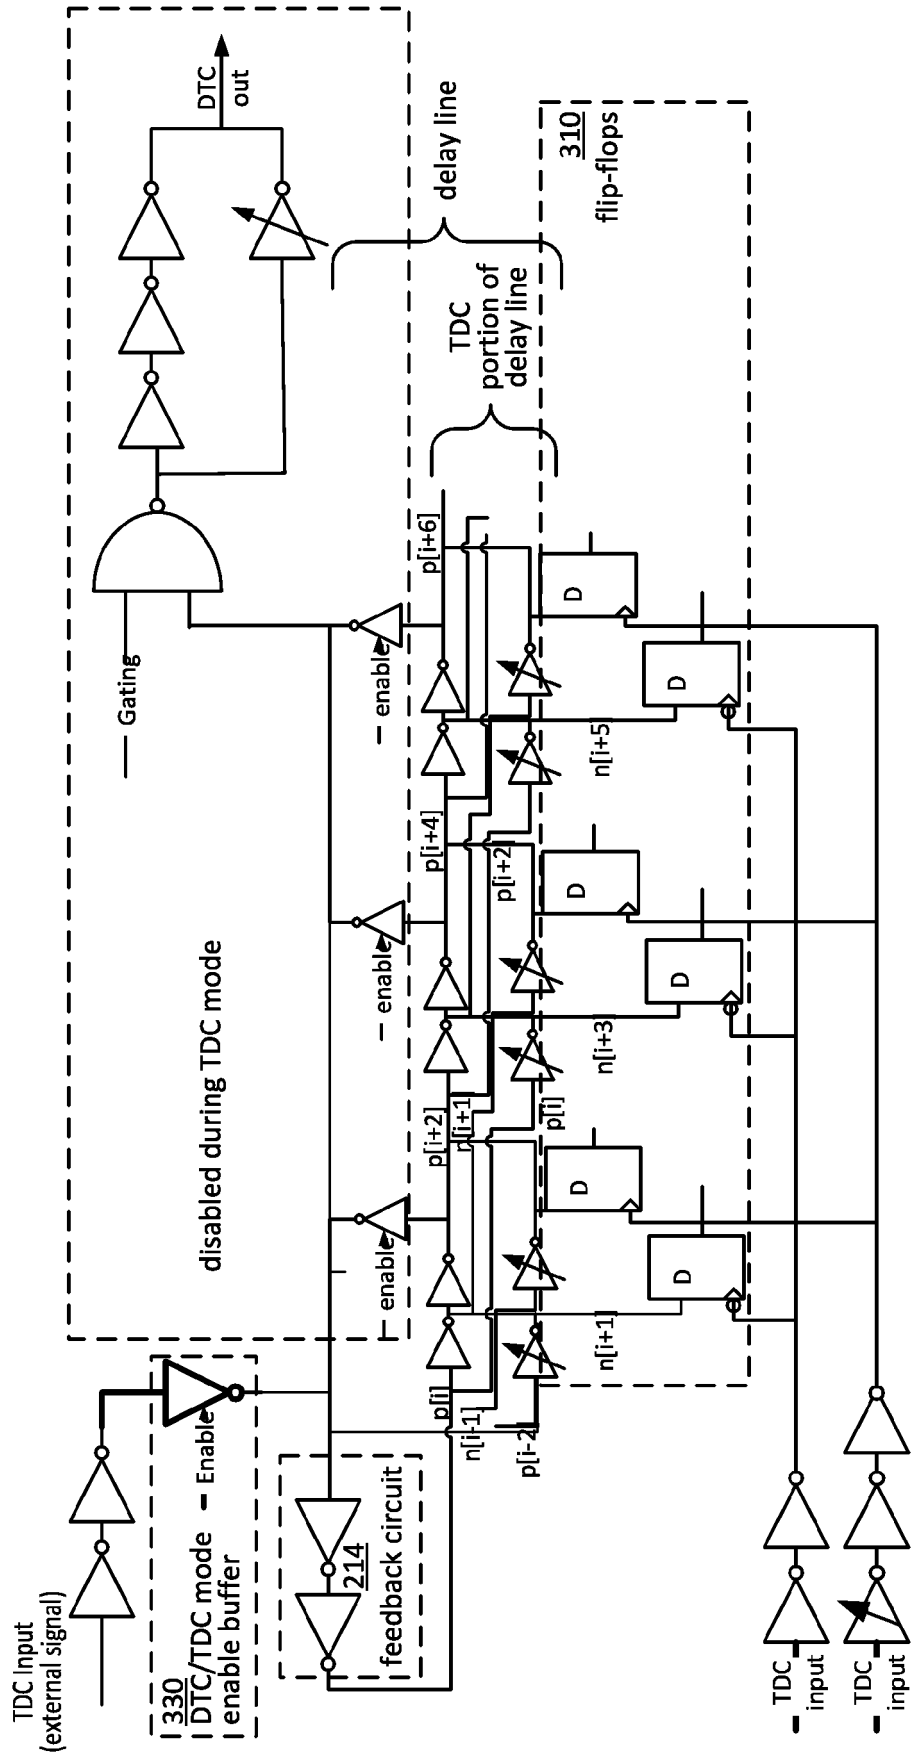 TDC Input
(external signal)
330
DTC/TDC mode
enable buffer
Enable
214
feedback circuit
disabled during TDC mode
Gating
DTC
out
enable
enable
enable
delay line
TDC
portion of
delay line
310
flip-flops
p[i]
n[i-1]
p[i-2
p[i+2]
n[i+1
p[i]
p[i+4]
p[i+2
p[i+6]
n[i+1]
n[i+3]
n[i+5]
D
D
D
D
D
D
TDC
input
TDC
input